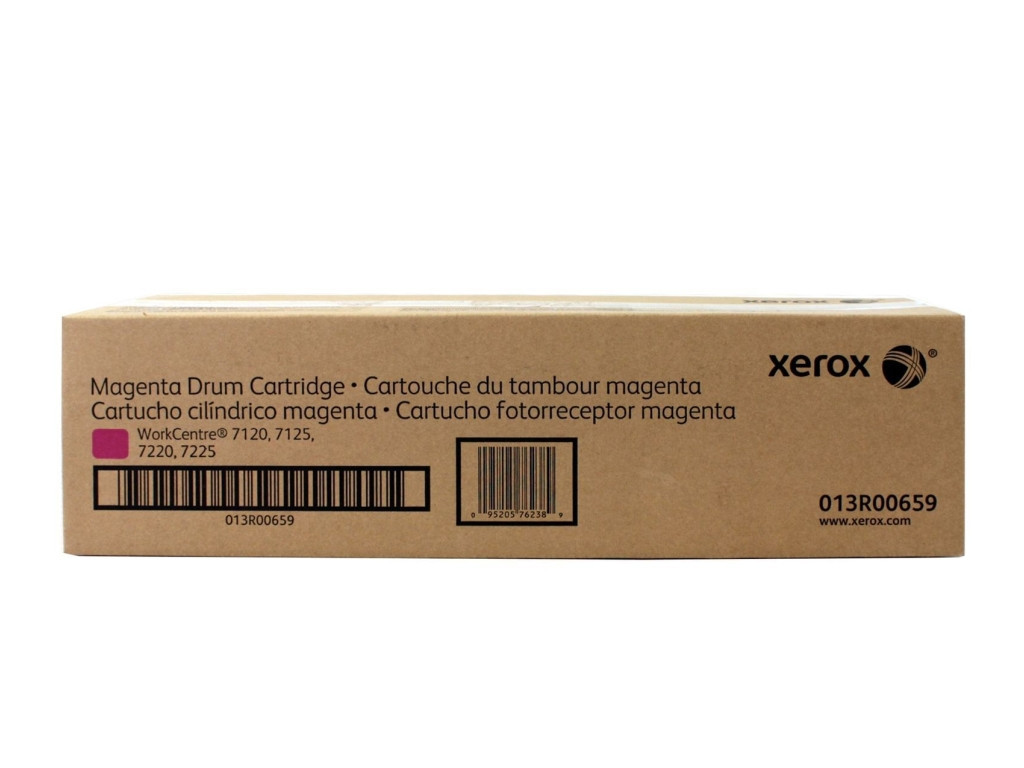 xerox
xerox ®
Magenta Drum Cartridge • Cartouche du tambour magenta
Cartucho cilíndrico magenta • Cartucho fotorreceptor magenta
WorkCentre® 7120, 7125,
7220, 7225
013R00659
0 95205 76238 9
013R00659
www.xerox.com